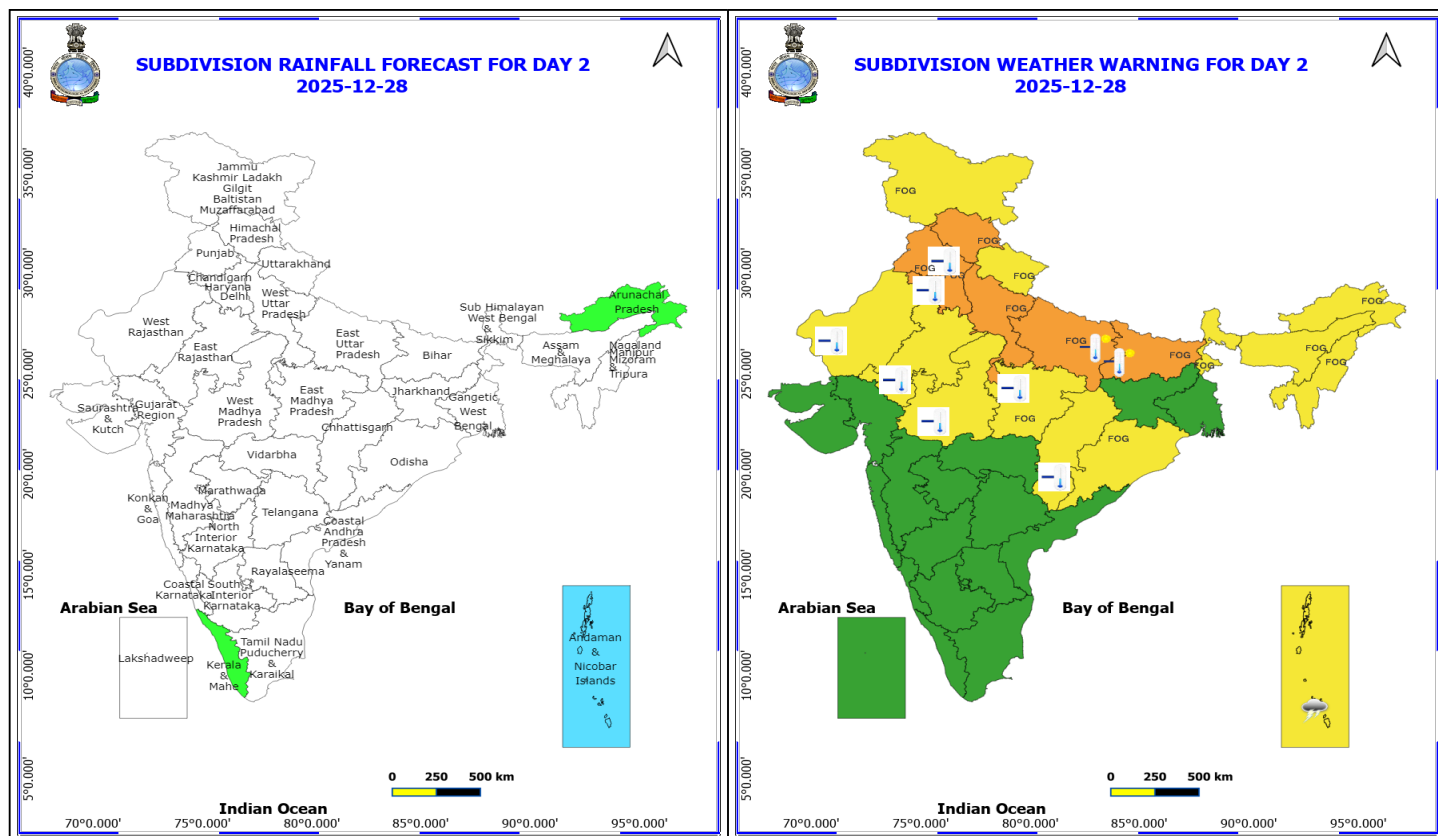 SUBDIVISION RAINFALL FORECAST FOR DAY 2
2025-12-28
40°0.000'
35°0.000'
30°0.000'
25°0.000'
20°0.000'
15°0.000'
10°0.000'
5°0.000'
Jammu
Kashmir Ladakh
Gilgit
Baltistan
Muzaffarabad
Himachal
Pradesh
Punjab
Uttarakhand
Chandigarh
Haryana
Delhi
West
Uttar
Pradesh
Arunachal
Pradesh
Sub Himalayan
West Bengal
&
Sikkim
West
Rajasthan
East
Rajasthan
East
Uttar
Pradesh
Bihar
Assam
&
Meghalaya
Nagaland
Manipur
Mizoram
&
Tripura
Saurashtra
&
Kutch
Gujarat
Region
West
Madhya
Pradesh
East
Madhya
Pradesh
Jharkhand
Gangetic
West
Bengal
Chhattisgarh
Vidarbha
Odisha
Konkan
&
Goa
Marathwada
Madhya
Maharashtra
North
Interior
Karnataka
Telangana
Coastal
Andhra
Pradesh
&
Yanam
Rayalaseema
Coastal
Karnataka
South
Interior
Karnataka
Arabian Sea
Bay of Bengal
Lakshadweep
Kerala
&
Mahe
Tamil Nadu
Puducherry
&
Karaikal
Andaman
&
Nicobar
Islands
0 250 500 km
Indian Ocean
70°0.000' 75°0.000' 80°0.000' 85°0.000' 90°0.000' 95°0.000'
SUBDIVISION WEATHER WARNING FOR DAY 2
2025-12-28
40°0.000'
35°0.000'
30°0.000'
25°0.000'
20°0.000'
15°0.000'
10°0.000'
5°0.000'
FOG
FOG
FOG
FOG
FOG
FOG
FOG
FOG
FOG
FOG
FOG
FOG
FOG
FOG
Arabian Sea
Bay of Bengal
0 250 500 km
Indian Ocean
70°0.000' 75°0.000' 80°0.000' 85°0.000' 90°0.000' 95°0.000'